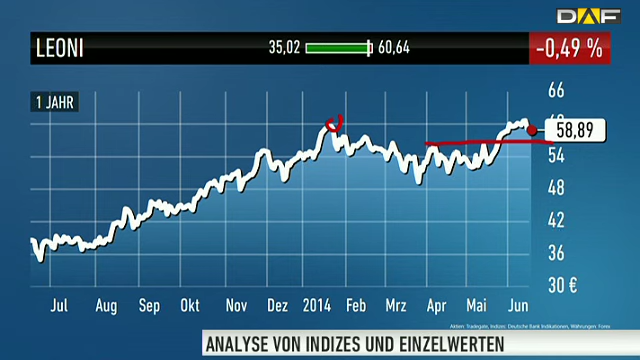 DAF
LEONI 35,02 60,64 -0,49 %
1 JAHR
66
60
58,89
54
48
42
36
30 €
Jul Aug Sep Okt Nov Dez 2014 Feb Mrz Apr Mai Jun
Aktien: Tradegate, Indizes: Deutsche Bank Indikationen, Währungen: Forex
ANALYSE VON INDIZES UND EINZELWERTEN